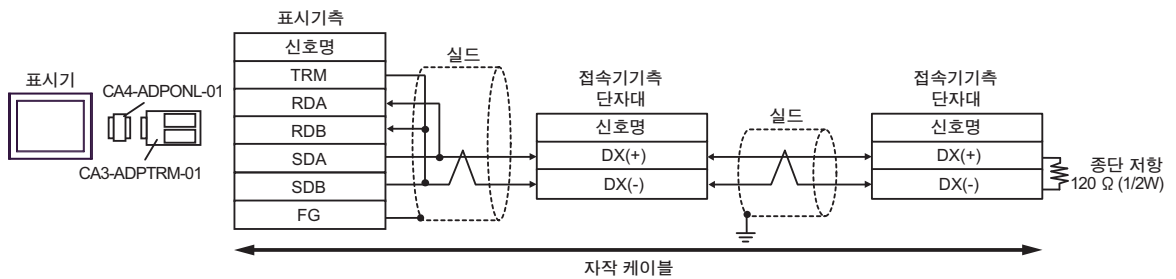 표시기
CA4-ADPONL-01
CA3-ADPTRM-01
표시기측
신호명
TRM
RDA
RDB
SDA
SDB
FG
실드
접속기기측
단자대
신호명
DX(+)
DX(-)
실드
접속기기측
단자대
신호명
DX(+)
DX(-)
종단 저항
120 Ω (1/2W)
자작 케이블